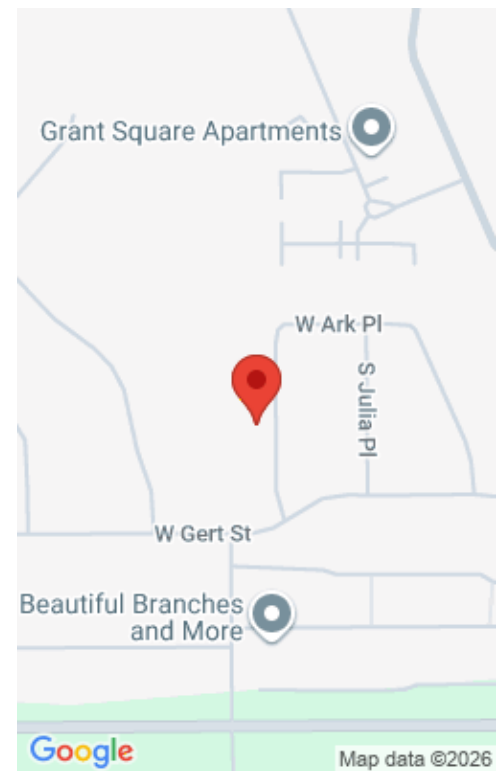 Grant Square Apartments
W Ark Pl
S Julia Pl
W Gert St
Beautiful Branches
and More
Google
Map data ©2026